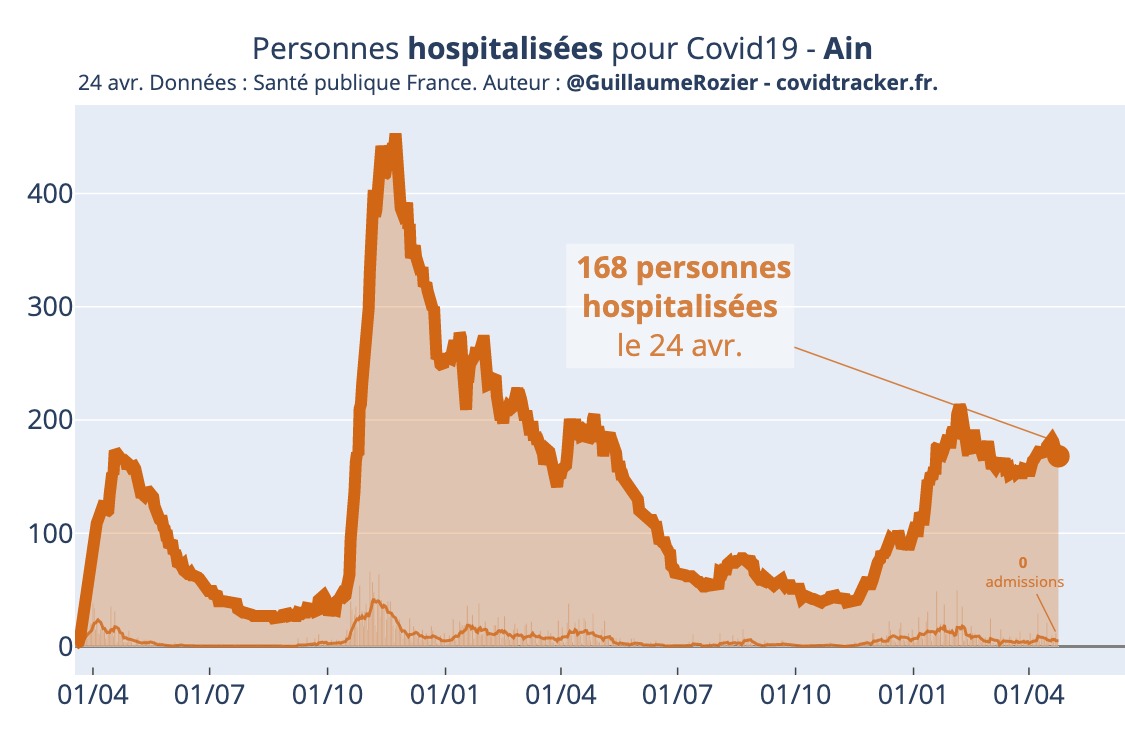 Personnes hospitalisées pour Covid19 - Ain
24 avr. Données : Santé publique France. Auteur : @GuillaumeRozier - covidtracker.fr.
400
300
200
100
0
168 personnes
hospitalisées
le 24 avr.
0
admissions
01/04 01/07 01/10 01/01 01/04 01/07 01/10 01/01 01/04